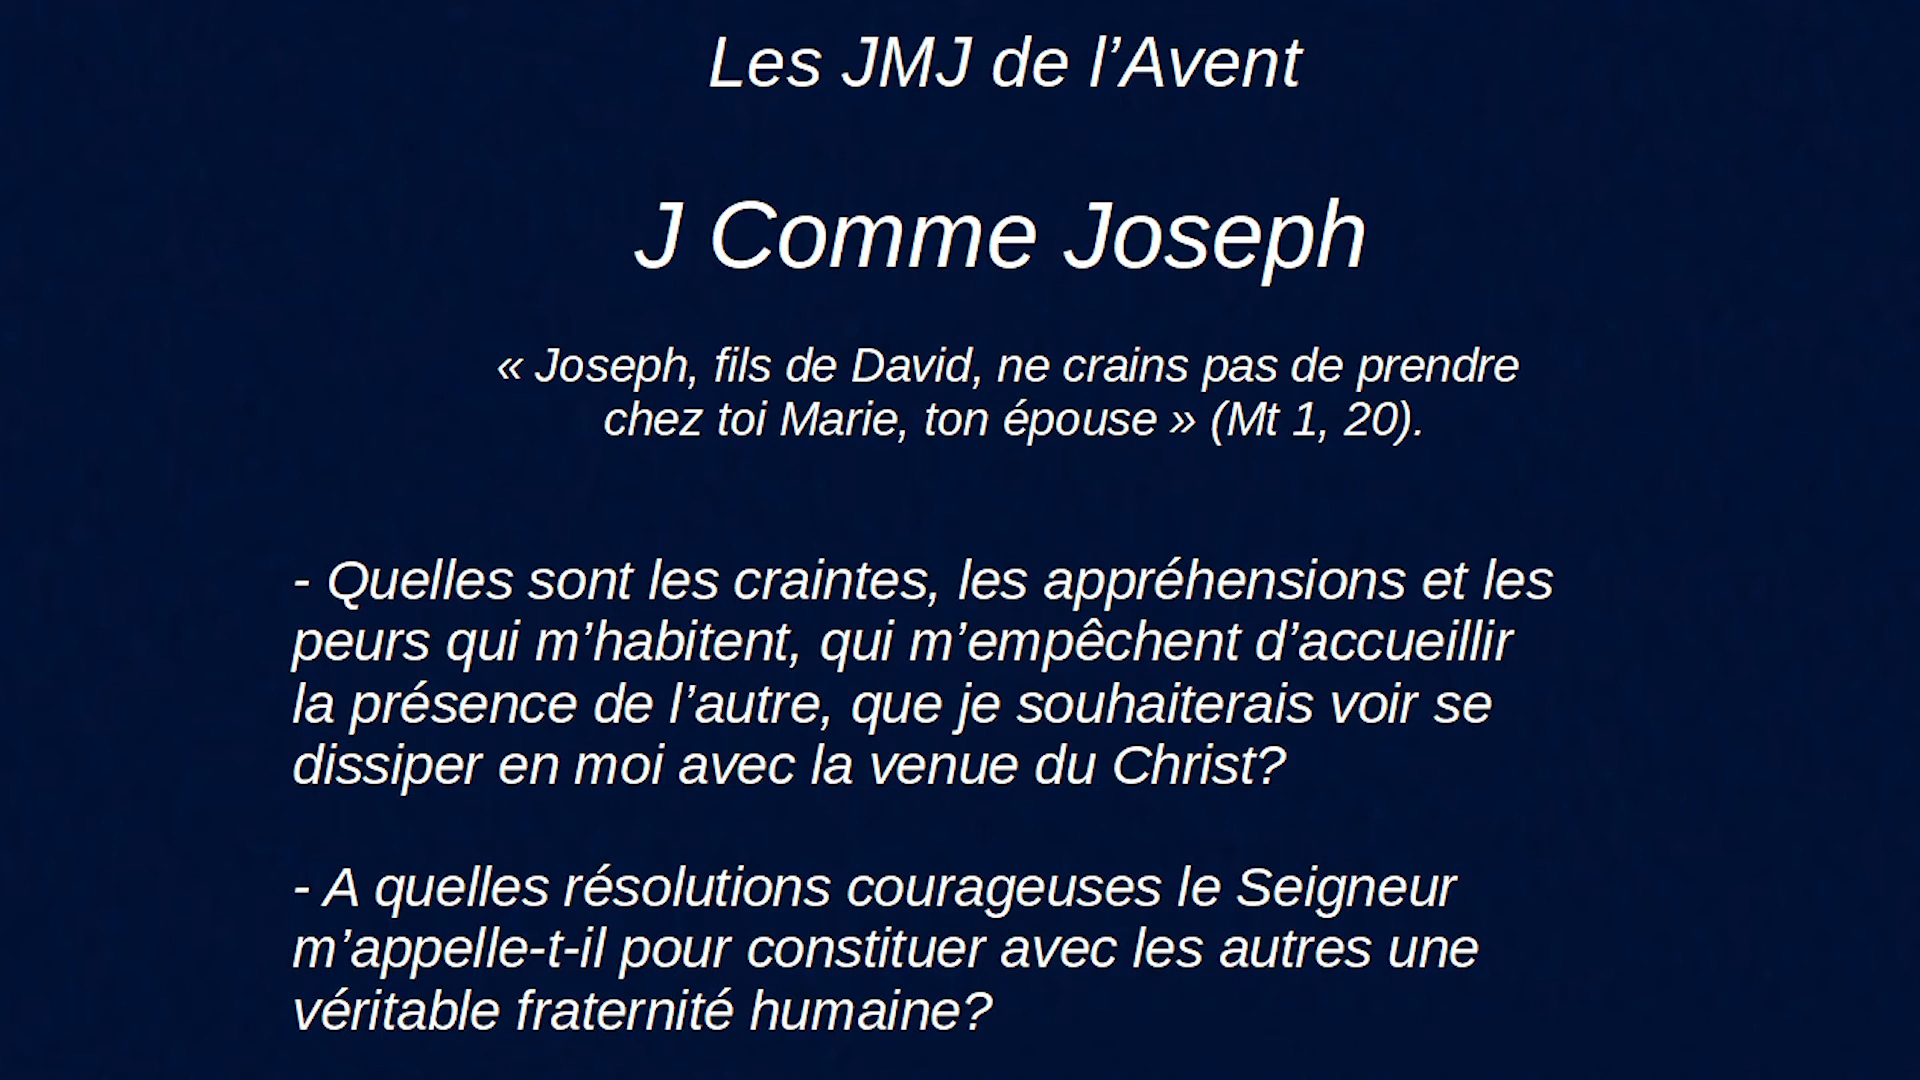 Les JMJ de l’Avent
J Comme Joseph
« Joseph, fils de David, ne crains pas de prendre
chez toi Marie, ton épouse » (Mt 1, 20).
- Quelles sont les craintes, les appréhensions et les
peurs qui m’habitent, qui m’empêchent d’accueillir
la présence de l’autre, que je souhaiterais voir se
dissiper en moi avec la venue du Christ?
- A quelles résolutions courageuses le Seigneur
m’appelle-t-il pour constituer avec les autres une
véritable fraternité humaine?